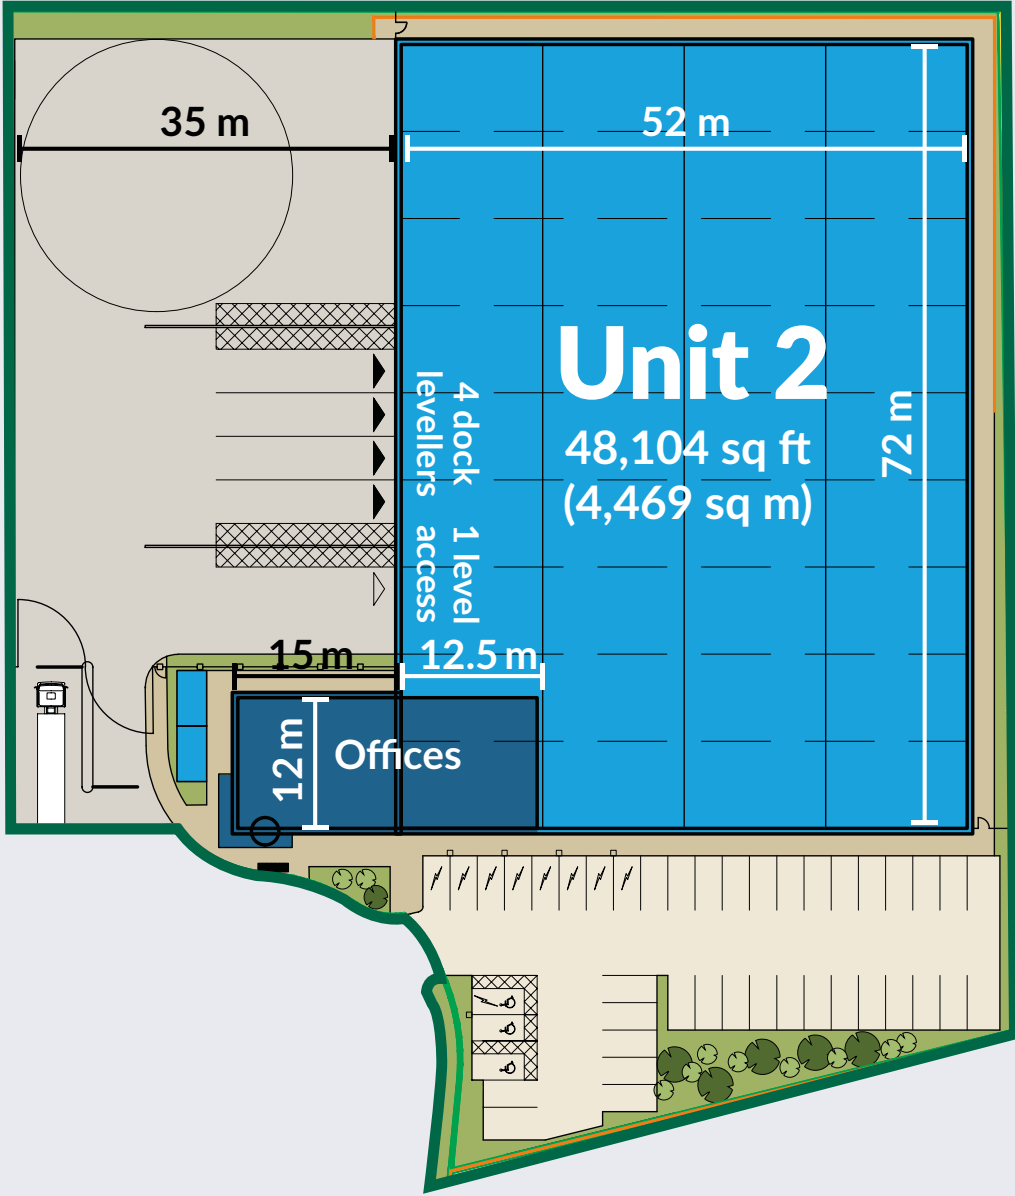 35 m
52 m
Unit 2
48,104 sq ft
(4,469 sq m)
72 m
4 dock
levellers
1 level
access
15 m
12.5 m
12 m
Offices